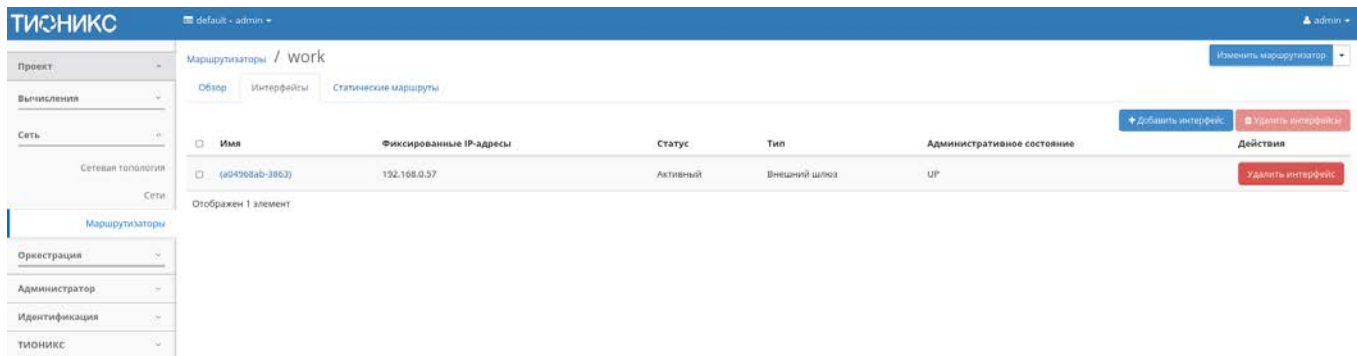 ТИОНИКС default - admin admin
Маршрутизаторы / work Изменить маршрутизатор
Проект
Обзор Интерфейсы Статические маршруты
Вычисления
Добавить интерфейс Удалить интерфейсы
Сеть
Имя Фиксированные IP-адреса Статус Тип Административное состояние Действия
Сетевая топология
(a04968ab-3863) 192.168.0.57 Активный Внешний шлюз UP Удалить интерфейс
Сети
Отображен 1 элемент
Маршрутизаторы
Оркестрация
Администратор
Идентификация
ТИОНИКС